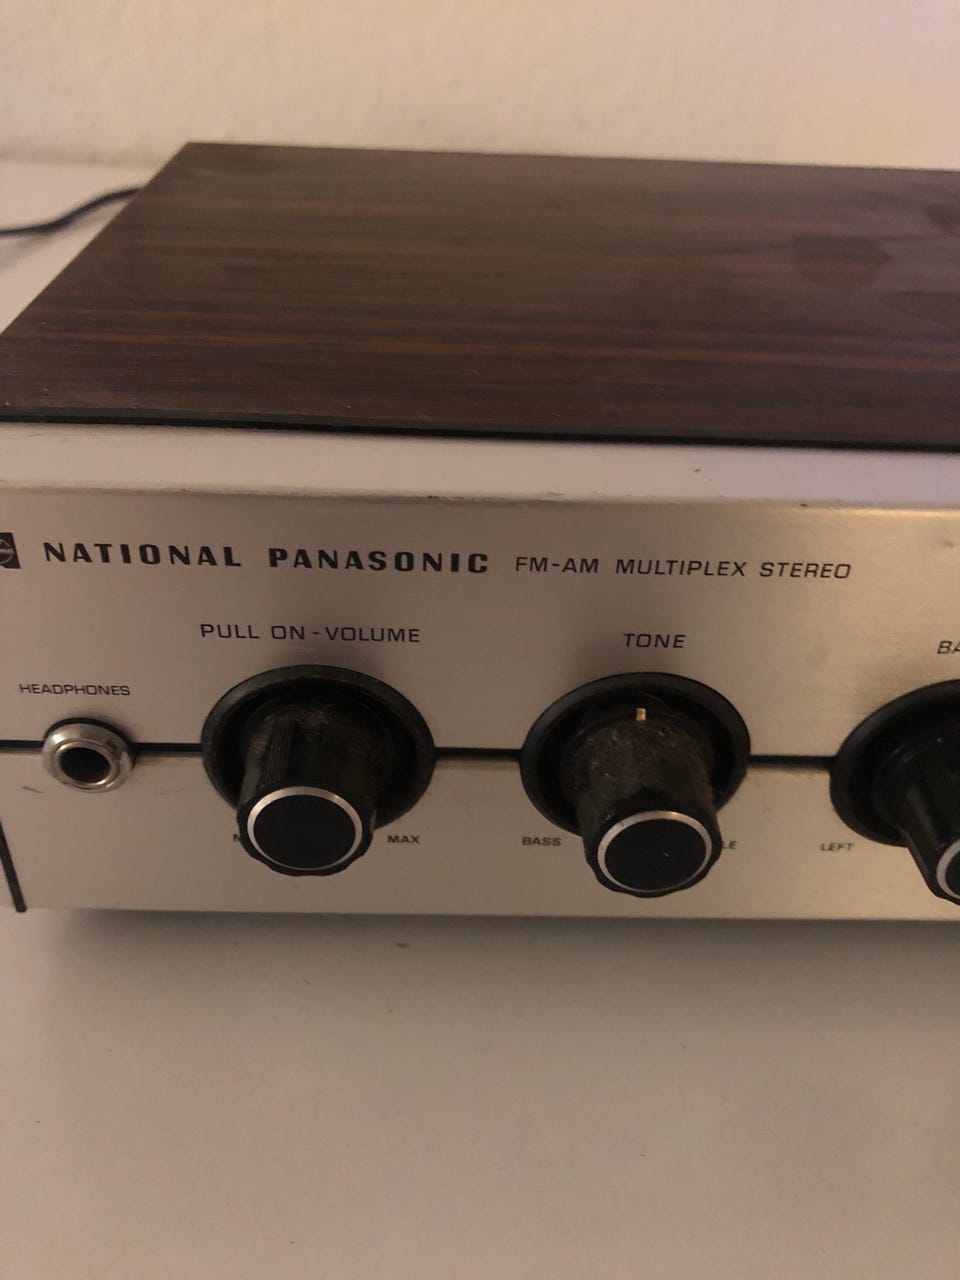 NATIONAL PANASONIC FM-AM MULTIPLEX STEREO
PULL ON - VOLUME
TONE
HEADPHONES
MAX
BASS
LEFT